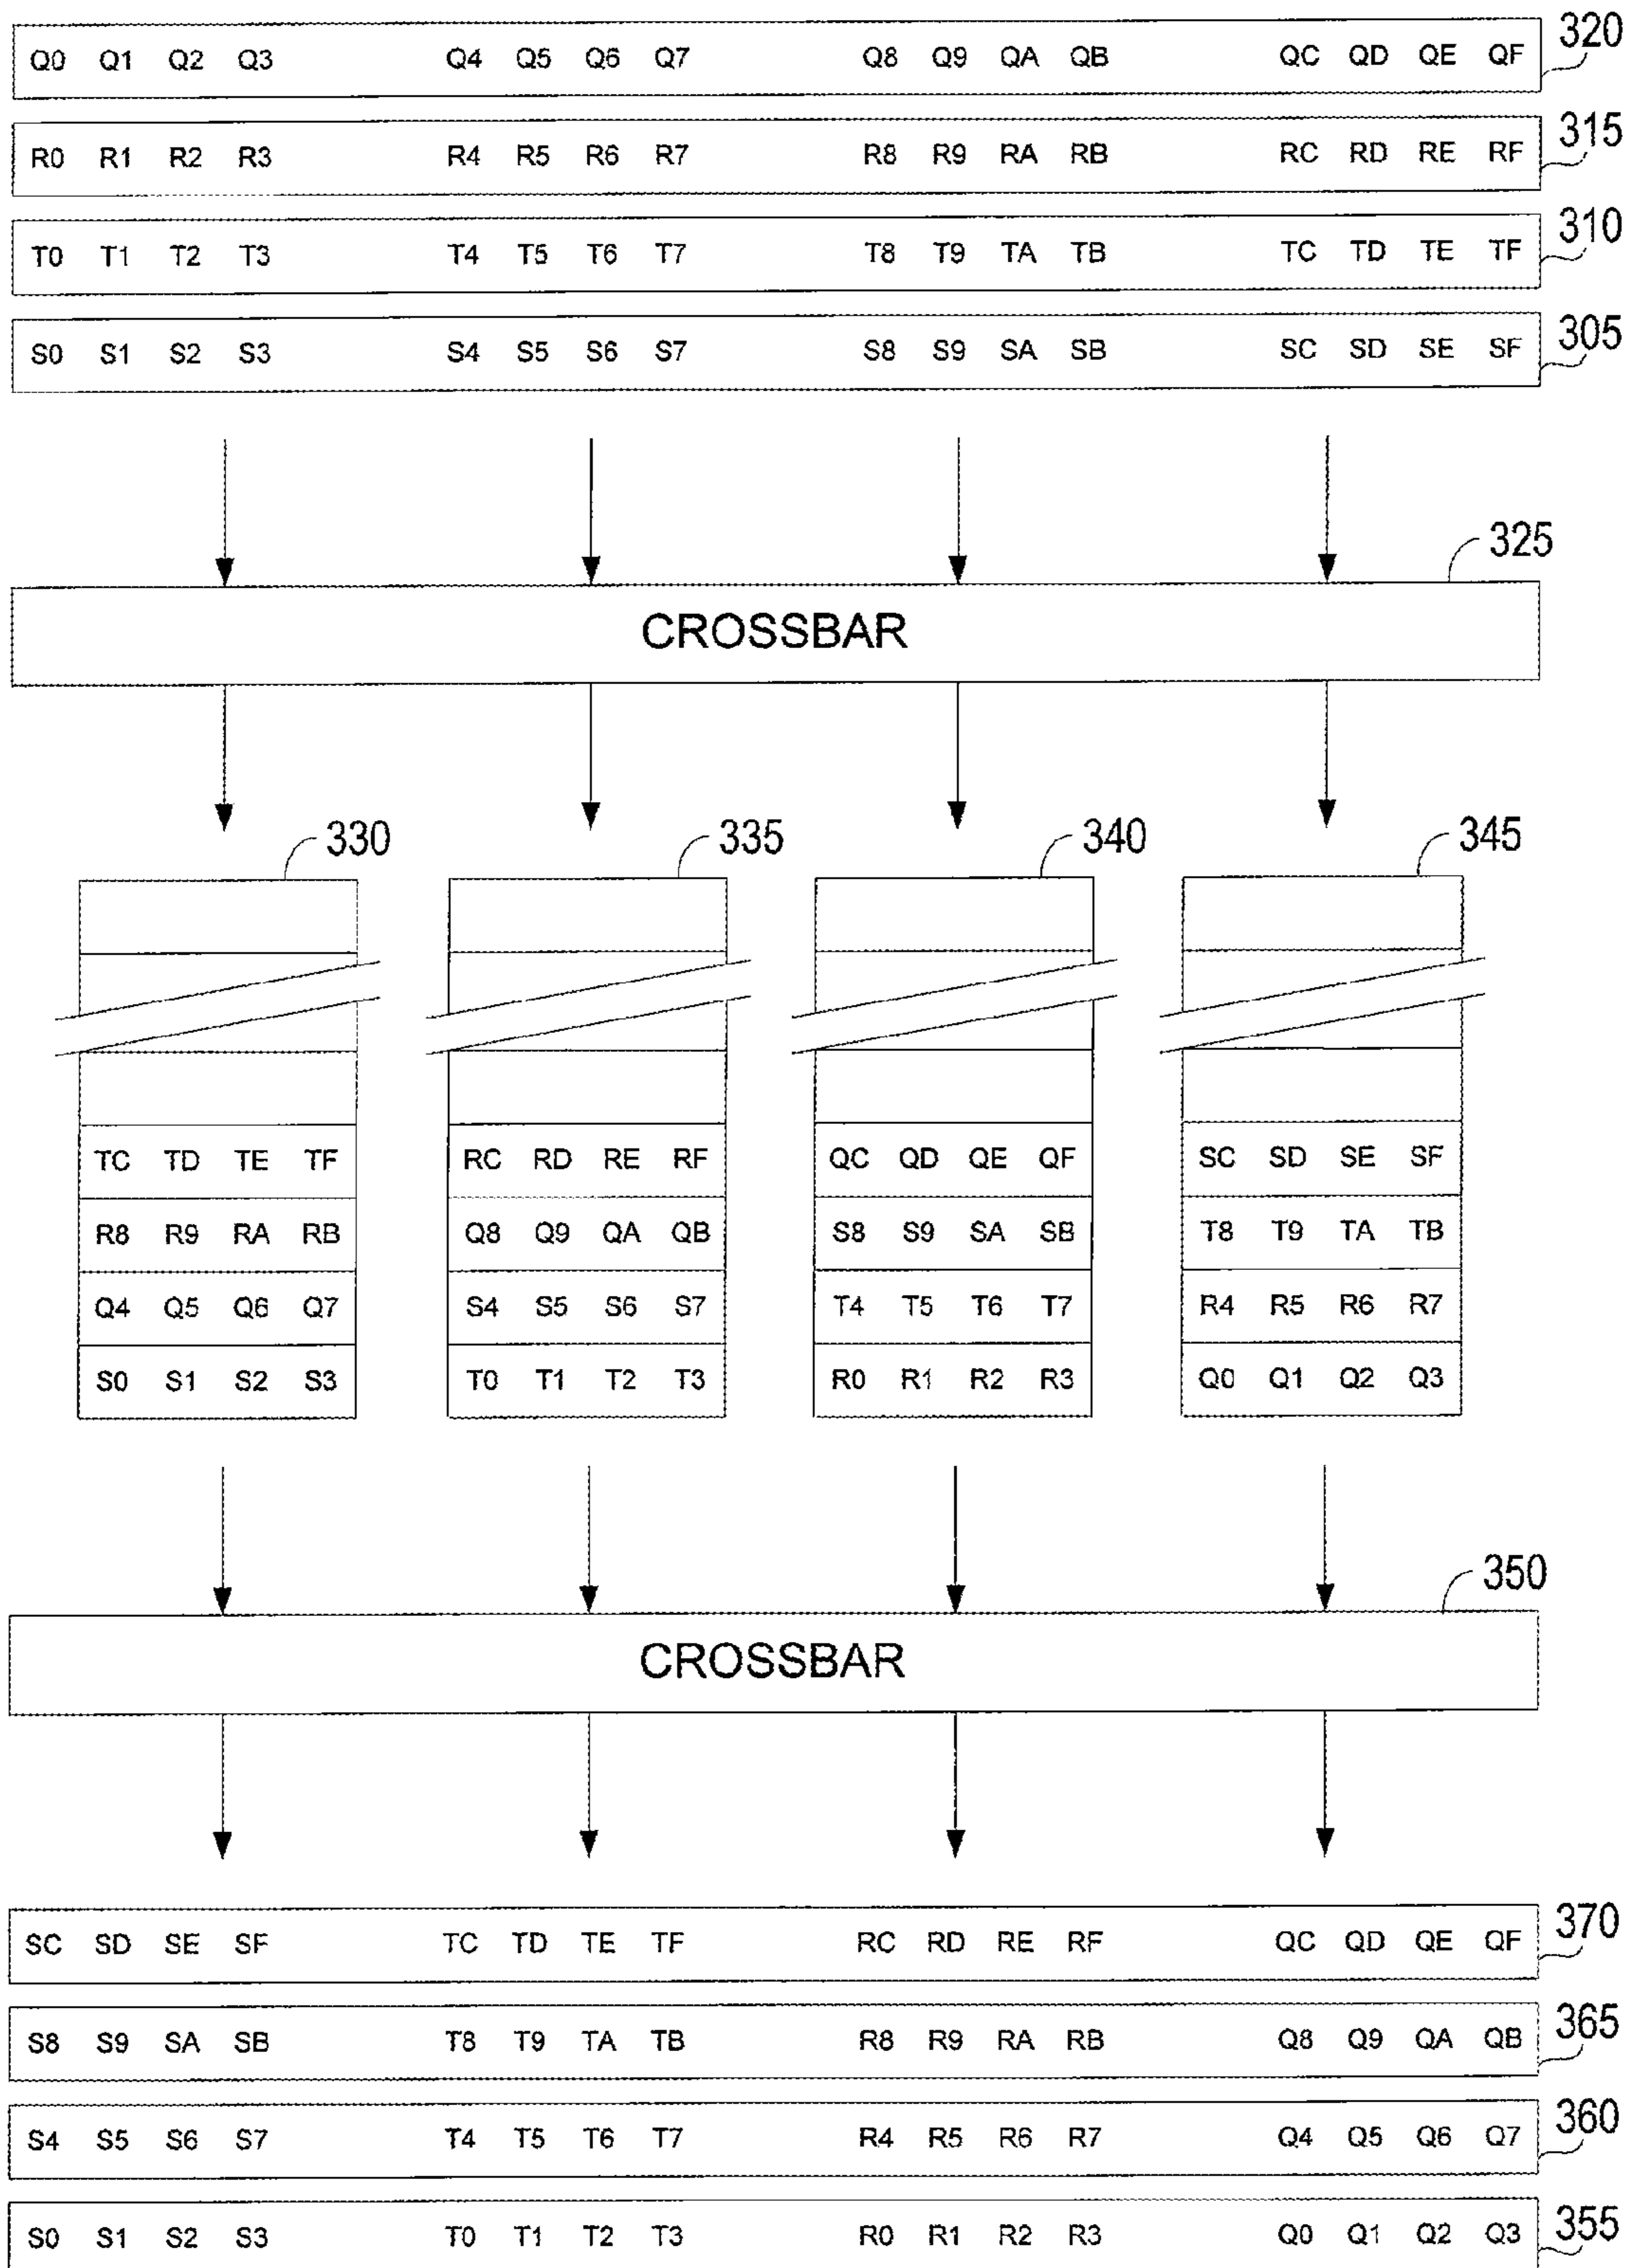 Q0 Q1 Q2 Q3 Q4 Q5 Q6 Q7 Q8 Q9 QA QB QC QD QE QF 320
R0 R1 R2 R3 R4 R5 R6 R7 R8 R9 RA RB RC RD RE RF 315
T0 T1 T2 T3 T4 T5 T6 T7 T8 T9 TA TB TC TD TE TF 310
S0 S1 S2 S3 S4 S5 S6 S7 S8 S9 SA SB SC SD SE SF 305
325
CROSSBAR
330 335 340 345
TC TD TE TF RC RD RE RF QC QD QE QF SC SD SE SF
R8 R9 RA RB Q8 Q9 QA QB S8 S9 SA SB T8 T9 TA TB
Q4 Q5 Q6 Q7 S4 S5 S6 S7 T4 T5 T6 T7 R4 R5 R6 R7
S0 S1 S2 S3 T0 T1 T2 T3 R0 R1 R2 R3 Q0 Q1 Q2 Q3
350
CROSSBAR
SC SD SE SF TC TD TE TF RC RD RE RF QC QD QE QF 370
S8 S9 SA SB T8 T9 TA TB R8 R9 RA RB Q8 Q9 QA QB 365
S4 S5 S6 S7 T4 T5 T6 T7 R4 R5 R6 R7 Q4 Q5 Q6 Q7 360
S0 S1 S2 S3 T0 T1 T2 T3 R0 R1 R2 R3 Q0 Q1 Q2 Q3 355